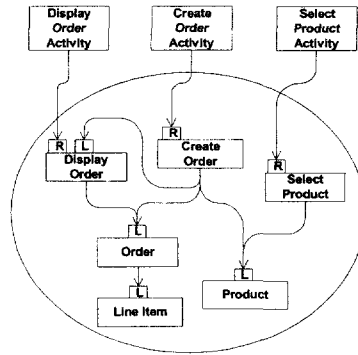 Display
Order
Activity
Create
Order
Activity
Select
Product
Activity
R
L
Display
Order
R
Create
Order
R
Select
Product
L
Order
L
Product
L
Line Item